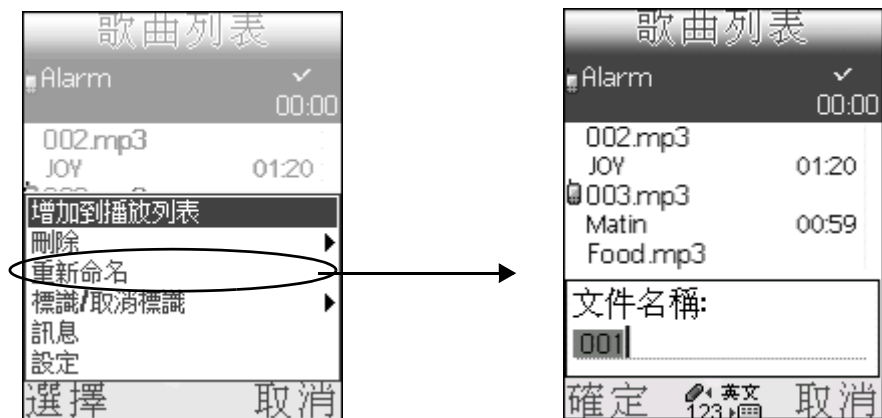 歌曲列表
Alarm
00:00
002.mp3
JOY 01:20
增加到播放列表
刪除
重新命名
標識/取消標識
訊息
設定
選擇 取消
歌曲列表
Alarm
00:00
002.mp3
JOY 01:20
003.mp3
Matin 00:59
Food.mp3
文件名稱:
001
確定 英文 123 取消